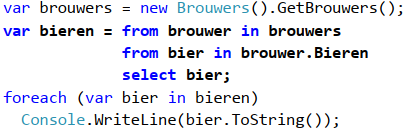 var brouwers = new Brouwers().GetBrouwers();
var bieren = from brouwer in brouwers
from bier in brouwer.Bieren
select bier;
foreach (var bier in bieren)
Console.WriteLine(bier.ToString());